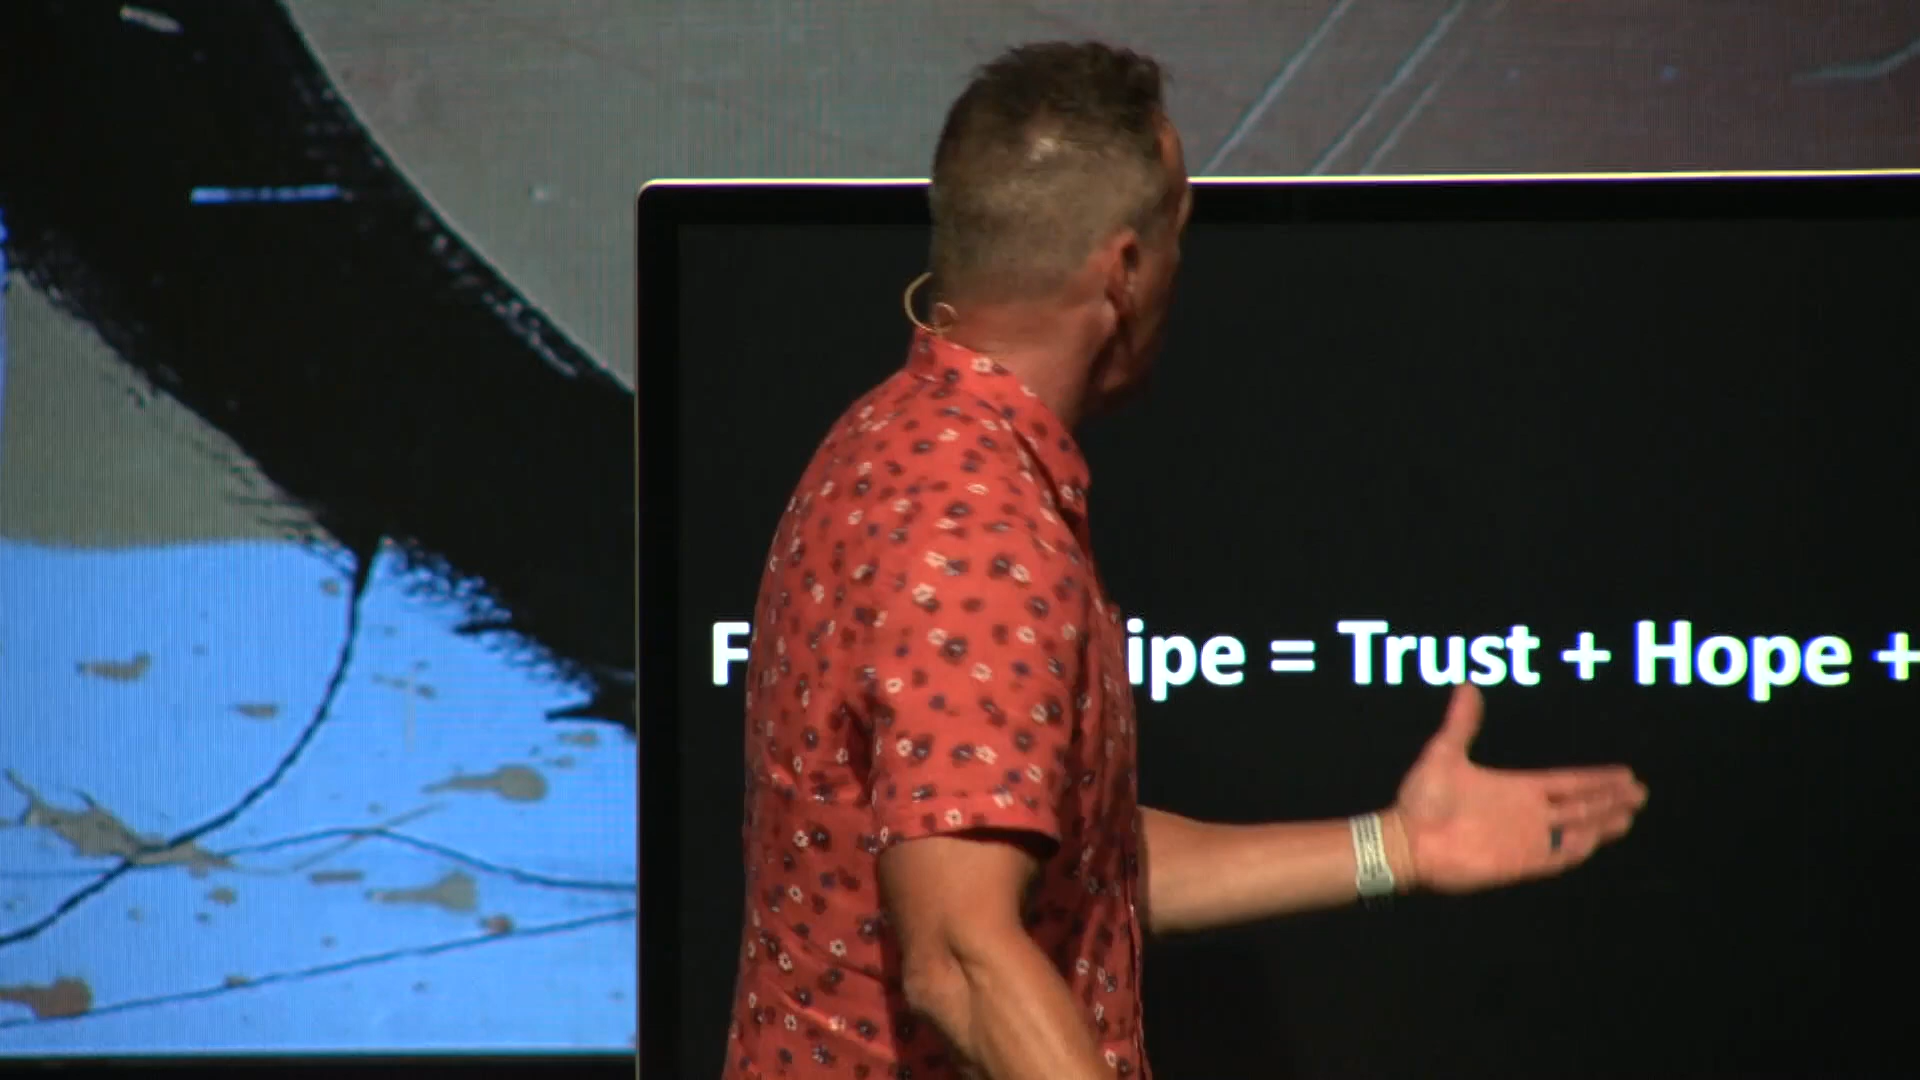 F ipe = Trust + Hope +